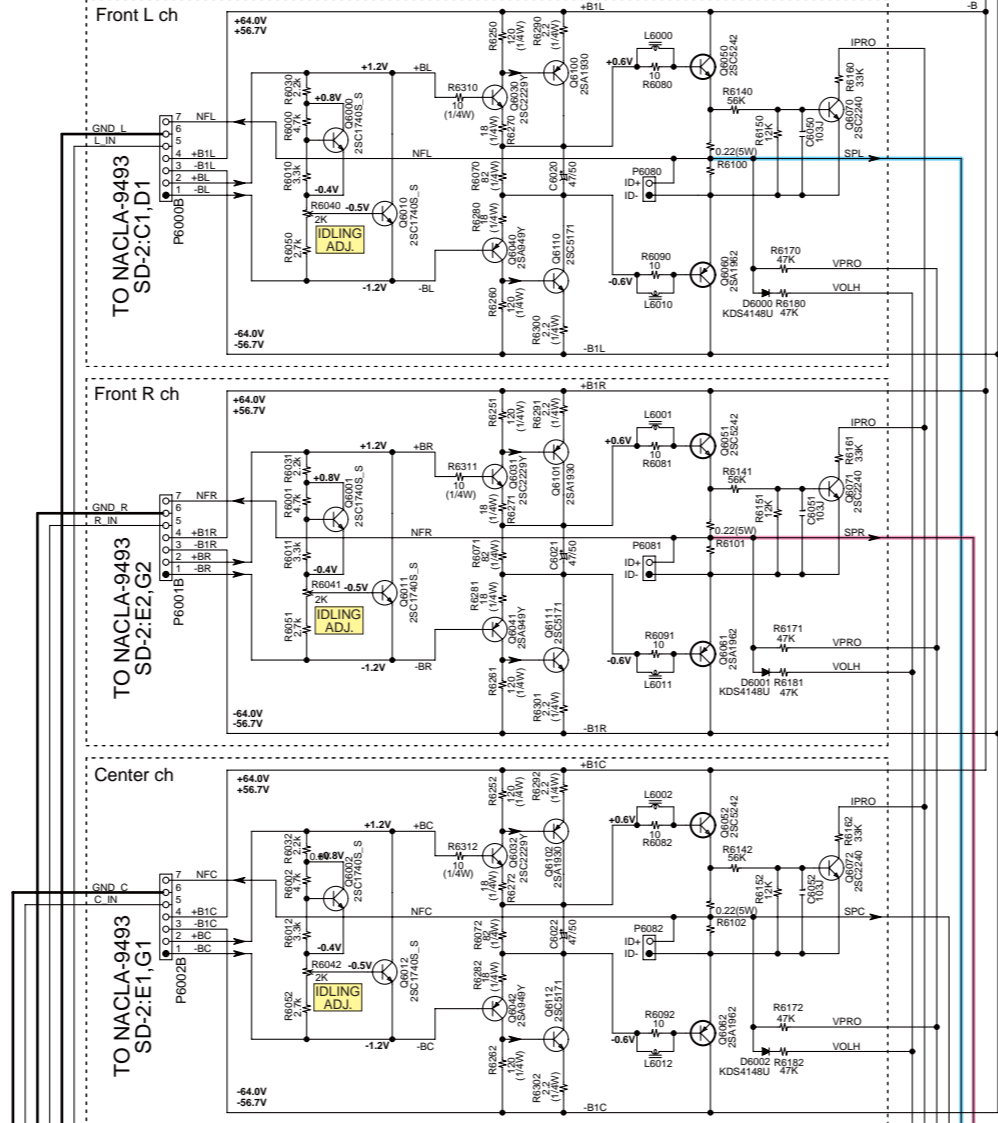 -B
Front L ch
+64.0V
+56.7V
+B1L
R6250
120
(1/4W)
R6290
2.2
(1/4W)
Q6100
2SA1930
L6000
+0.6V
10
R6080
Q6050
2SC5242
IPRO
R6160
33K
R6140
56K
Q6070
2SC2240
R6150
12K
C6050
103J
+1.2V
+BL
R6310
10
(1/4W)
Q6030
2SC2229Y
R6030
2.2k
+0.8V
R6000
4.7k
Q6000
2SC1740S_S
18
(1/4W)
R6270
7
NFL
6
GND_L
5
L_IN
4
+B1L
3
-B1L
2
+BL
1
-BL
P6000B
TO NACLA-9493
SD-2:C1,D1
NFL
0.22(5W)
R6100
SPL
R6010
3.3k
-0.4V
R6040
-0.5V
2K
IDLING
ADJ.
Q6010
2SC1740S_S
R6050
2.7k
-1.2V
-BL
R6070
82
(1/4W)
C6020
47/50
P6080
ID+
ID-
R6280
18
(1/4W)
Q6040
2SA949Y
Q6110
2SC5171
R6260
120
(1/4W)
R6300
2.2
(1/4W)
R6090
10
-0.6V
L6010
Q6060
2SA1962
R6170
47K
VPRO
VOLH
D6000
KDS4148U
R6180
47K
-64.0V
-56.7V
-B1L
Front R ch
+64.0V
+56.7V
+B1R
R6251
120
(1/4W)
R6291
2.2
(1/4W)
Q6101
2SA1930
L6001
+0.6V
10
R6081
Q6051
2SC5242
IPRO
R6161
33K
R6141
56K
Q6071
2SC2240
R6151
12K
C6051
103J
+1.2V
+BR
R6311
10
(1/4W)
Q6031
2SC2229Y
R6031
2.2k
+0.8V
R6001
4.7k
Q6001
2SC1740S_S
18
(1/4W)
R6271
7
NFR
6
GND_R
5
R_IN
4
+B1R
3
-B1R
2
+BR
1
-BR
P6001B
TO NACLA-9493
SD-2:E2,G2
NFR
0.22(5W)
R6101
SPR
R6011
3.3k
-0.4V
R6041
-0.5V
2K
IDLING
ADJ.
Q6011
2SC1740S_S
R6051
2.7k
-1.2V
-BR
R6071
82
(1/4W)
C6021
47/50
P6081
ID+
ID-
R6281
18
(1/4W)
Q6041
2SA949Y
Q6111
2SC5171
R6261
120
(1/4W)
R6301
2.2
(1/4W)
R6091
10
-0.6V
L6011
Q6061
2SA1962
R6171
47K
VPRO
VOLH
D6001
KDS4148U
R6181
47K
-64.0V
-56.7V
-B1R
Center ch
+64.0V
+56.7V
+B1C
R6252
120
(1/4W)
R6292
2.2
(1/4W)
Q6102
2SA1930
L6002
+0.6V
10
R6082
Q6052
2SC5242
IPRO
R6162
33K
R6142
56K
Q6072
2SC2240
R6152
12K
C6052
103J
+1.2V
+BC
R6312
10
(1/4W)
Q6032
2SC2229Y
R6032
2.2k
+0.8V
R6002
4.7k
Q6002
2SC1740S_S
18
(1/4W)
R6272
7
NFC
6
GND_C
5
C_IN
4
+B1C
3
-B1C
2
+BC
1
-BC
P6002B
TO NACLA-9493
SD-2:E1,G1
NFC
0.22(5W)
R6102
SPC
R6012
3.3k
-0.4V
R6042
-0.5V
2K
IDLING
ADJ.
Q6012
2SC1740S_S
R6052
2.7k
-1.2V
-BC
R6072
82
(1/4W)
C6022
47/50
P6082
ID+
ID-
R6282
18
(1/4W)
Q6042
2SA949Y
Q6112
2SC5171
R6262
120
(1/4W)
R6302
2.2
(1/4W)
R6092
10
-0.6V
L6012
Q6062
2SA1962
R6172
47K
VPRO
VOLH
D6002
KDS4148U
R6182
47K
-64.0V
-56.7V
-B1C